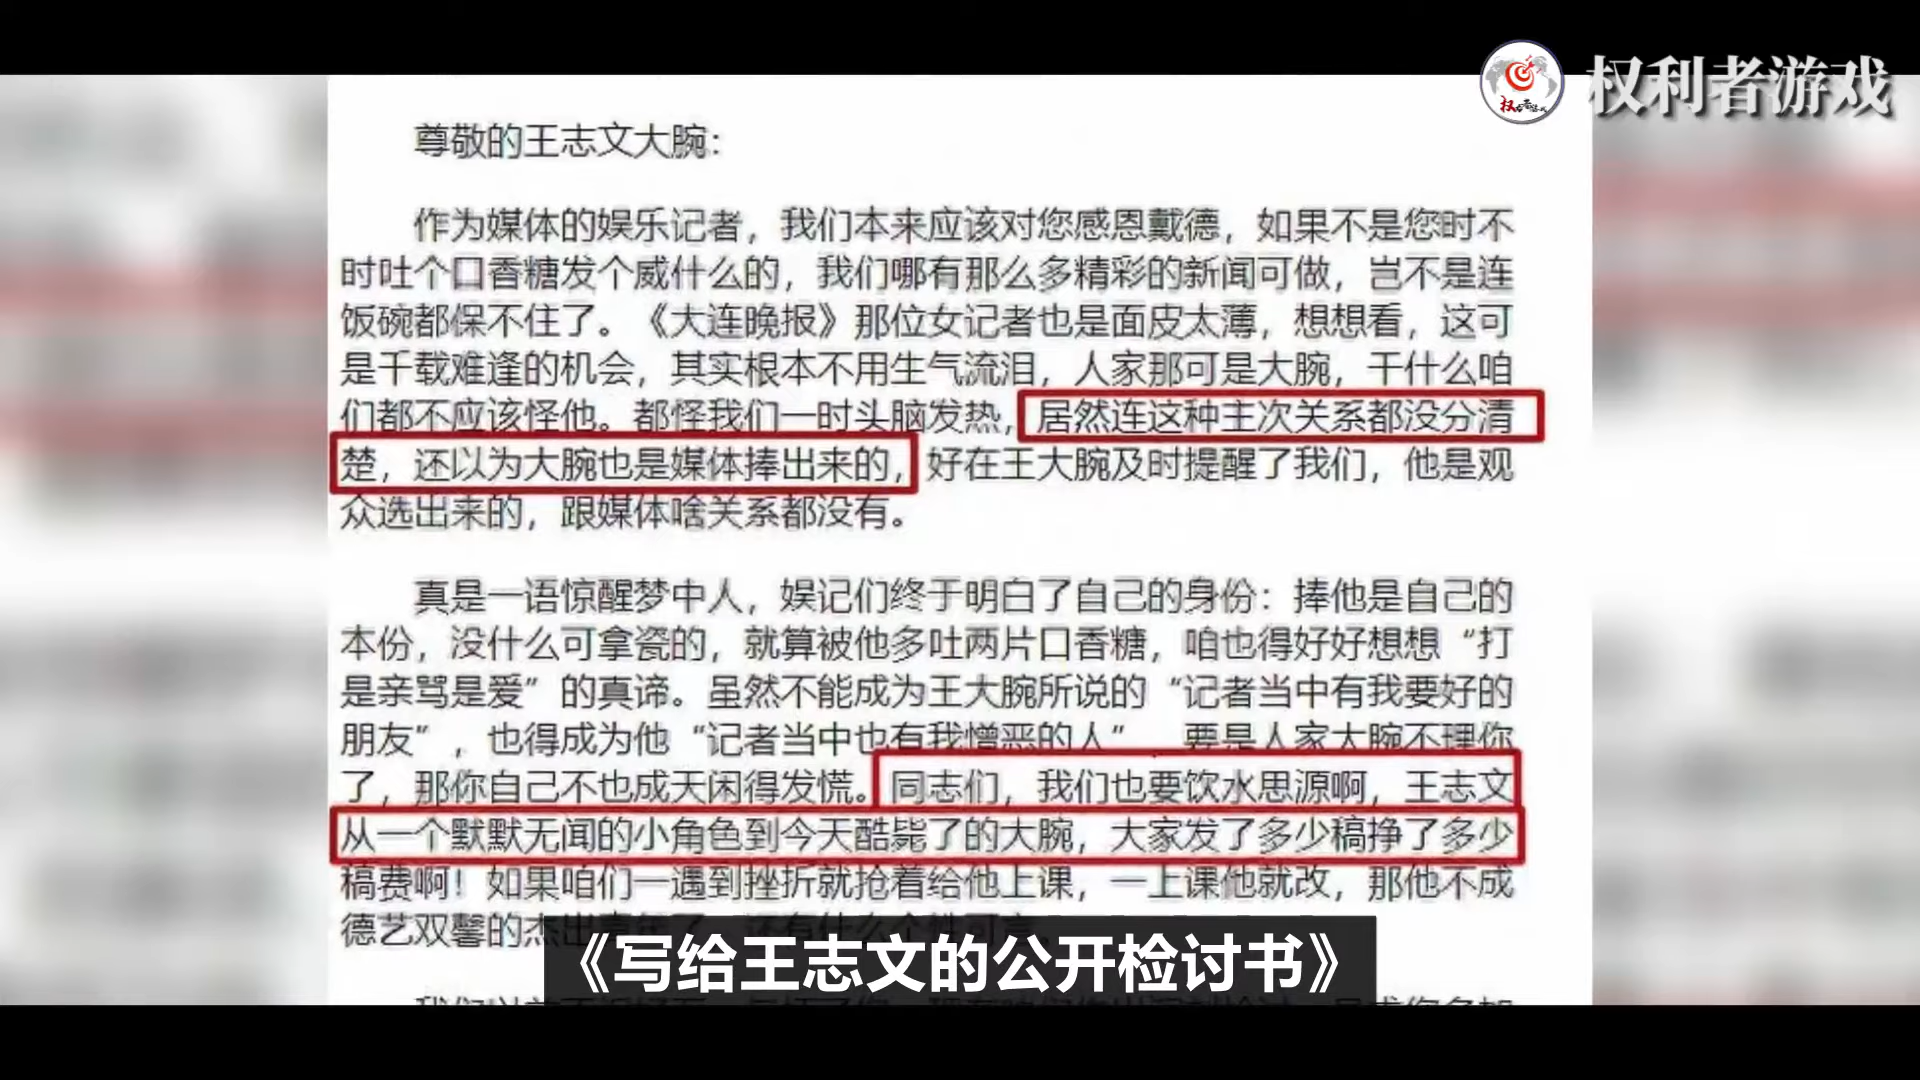 权利者游戏
尊敬的王志文大腕：
作为媒体的娱乐记者，我们本来应该对您感恩戴德，如果不是您时不
时吐个口香糖发个威什么的，我们哪有那么多精彩的新闻可做，岂不是连
饭碗都保不住了。《大连晚报》那位女记者也是面皮太薄，想想看，这可
是千载难逢的机会，其实根本不用生气流泪，人家那可是大腕，干什么咱
们都不应该怪他。都怪我们一时头脑发热，居然连这种主次关系都没分清
楚，还以为大腕也是媒体捧出来的，好在王大腕及时提醒了我们，他是观
众选出来的，跟媒体啥关系都没有。
真是一语惊醒梦中人，娱记们终于明白了自己的身份：捧他是自己的
本份，没什么可拿瓷的，就算被他多吐两片口香糖，咱也得好好想想“打
是亲骂是爱”的真谛。虽然不能成为王大腕所说的“记者当中有我要好的
朋友”，也得成为他“记者当中也有我憎恶的人”，要是人家大腕不理你
了，那你自己不也成天闲得发慌。同志们，我们也要饮水思源啊，王志文
从一个默默无闻的小角色到今天酷毙了的大腕，大家发了多少稿挣了多少
稿费啊！如果咱们一遇到挫折就抢着给他上课，一上课他就改，那他不成
德艺双馨的杰出
《写给王志文的公开检讨书》